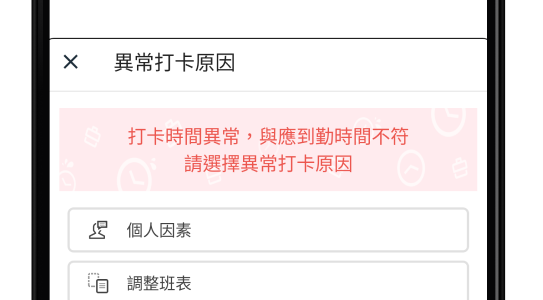 異常打卡原因
打卡時間異常，與應到勤時間不符
請選擇異常打卡原因
個人因素
調整班表